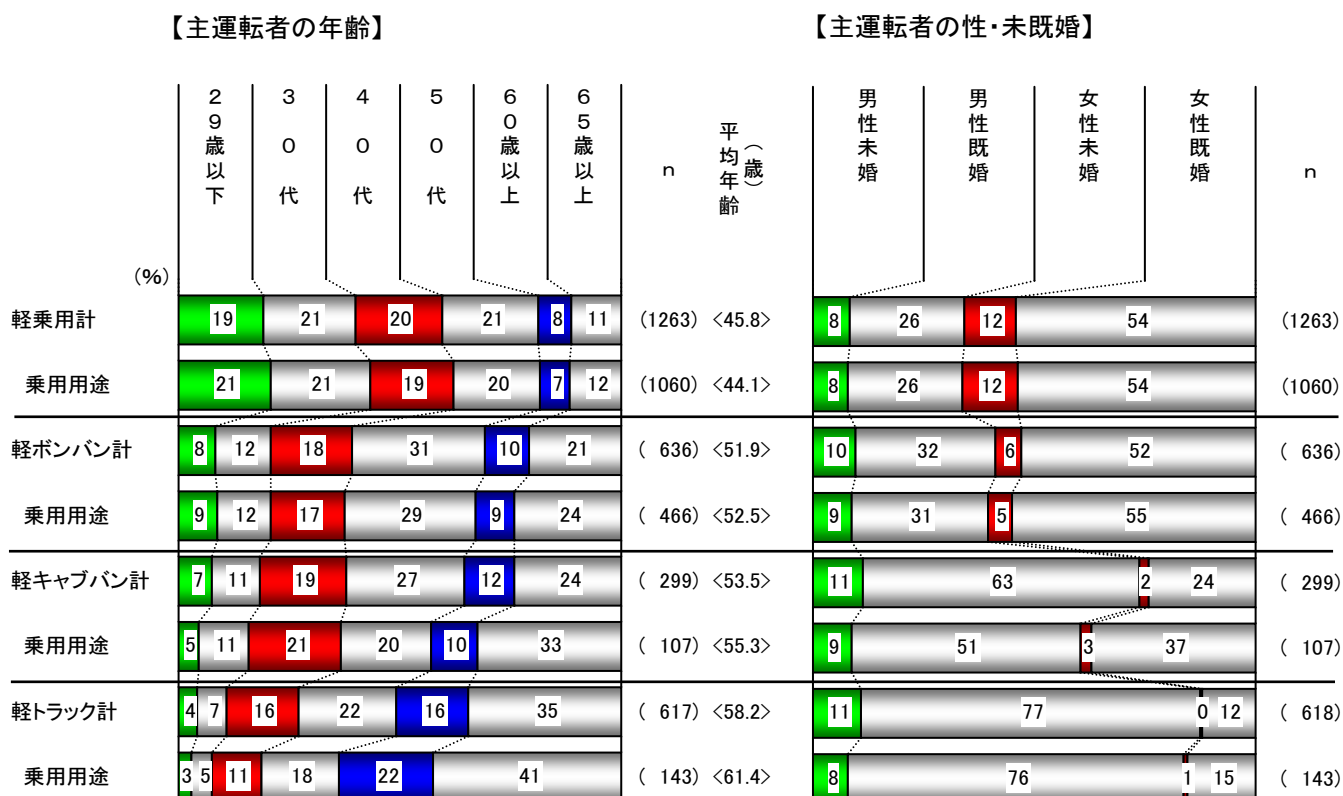 【主運転者の年齢】
【主運転者の性・未既婚】
29歳以下
30代
40代
50代
60歳以上
65歳以上
n
平均年齢(歳)
男性未婚
男性既婚
女性未婚
女性既婚
n
(%)
軽乗用計 19 21 20 21 8 11 (1263) <45.8> 8 26 12 54 (1263)
乗用用途 21 21 19 20 7 12 (1060) <44.1> 8 26 12 54 (1060)
軽ボンバン計 8 12 18 31 10 21 ( 636) <51.9> 10 32 6 52 ( 636)
乗用用途 9 12 17 29 9 24 ( 466) <52.5> 9 31 5 55 ( 466)
軽キャブバン計 7 11 19 27 12 24 ( 299) <53.5> 11 63 2 24 ( 299)
乗用用途 5 11 21 20 10 33 ( 107) <55.3> 9 51 3 37 ( 107)
軽トラック計 4 7 16 22 16 35 ( 617) <58.2> 11 77 0 12 ( 618)
乗用用途 3 5 11 18 22 41 ( 143) <61.4> 8 76 1 15 ( 143)